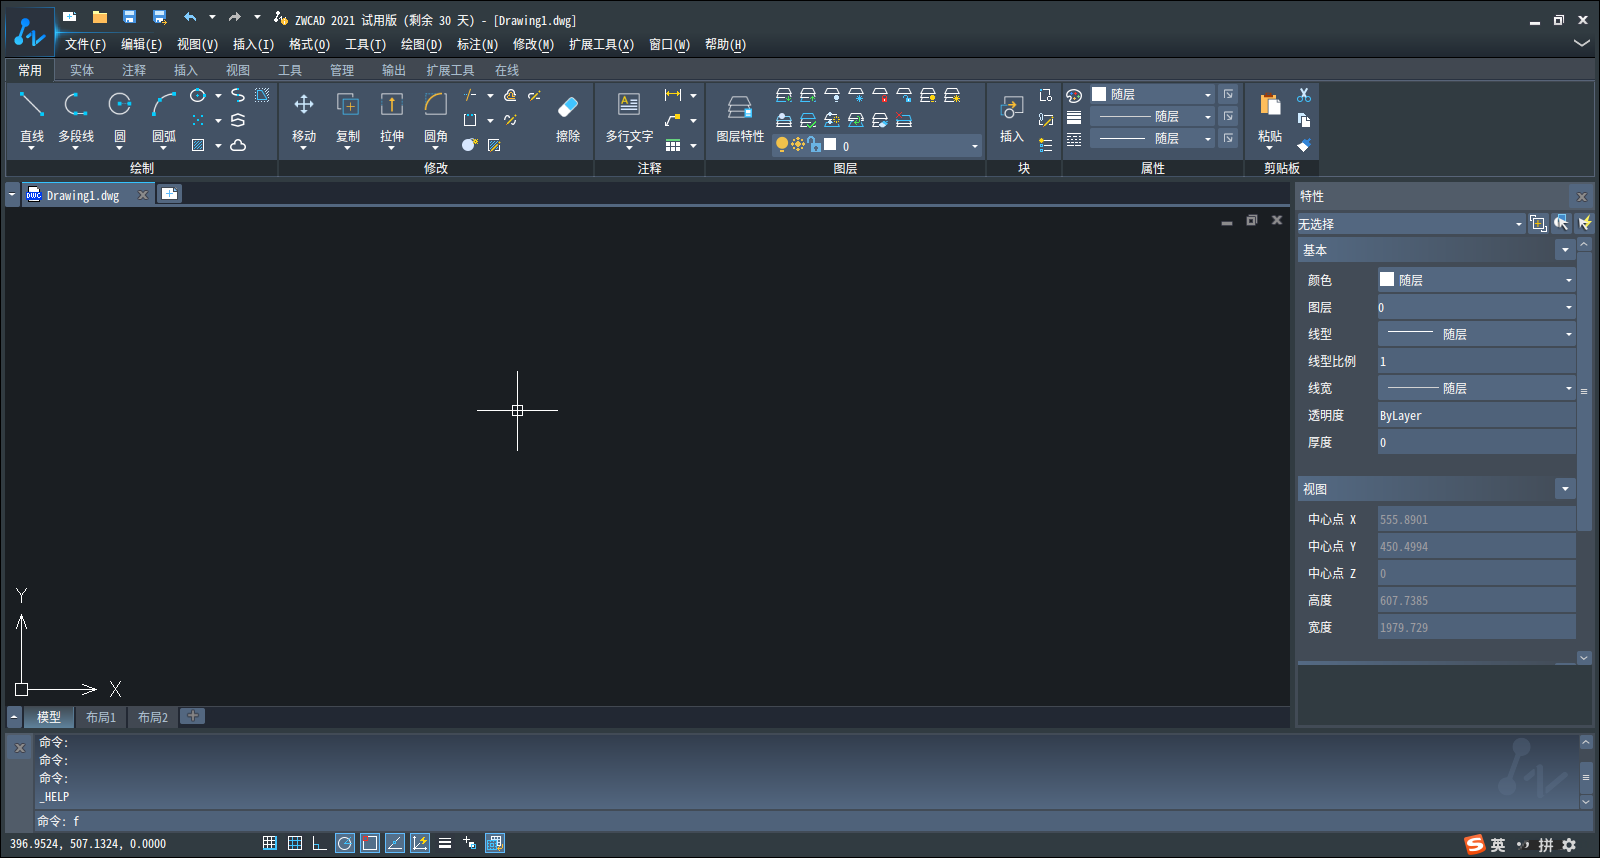 ZWCAD 2021 试用版 (剩余 30 天) - [Drawing1.dwg]
文件(F) 编辑(E) 视图(V) 插入(I) 格式(O) 工具(T) 绘图(D) 标注(N) 修改(M) 扩展工具(X) 窗口(W) 帮助(H)
常用 实体 注释 插入 视图 工具 管理 输出 扩展工具 在线
直线 多段线 圆 圆弧 移动 复制 拉伸 圆角 擦除 多行文字 图层特性 插入 粘贴
随层
随层
随层
0
绘制 修改 注释 图层 块 属性 剪贴板
Drawing1.dwg
特性
无选择
基本
颜色 随层
图层 0
线型 随层
线型比例 1
线宽 随层
透明度 ByLayer
厚度 0
视图
中心点 X 555.8901
中心点 Y 450.4994
中心点 Z 0
高度 607.7385
宽度 1979.729
Y
X
模型 布局1 布局2
命令:
命令:
命令:
_HELP
命令: f
396.9524, 507.1324, 0.0000
S 英 拼